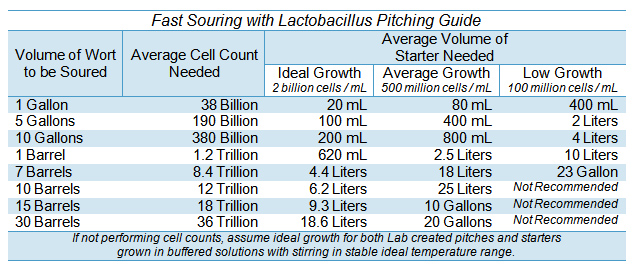 Fast Souring with Lactobacillus Pitching Guide
Volume of Wort to be Soured Average Cell Count Needed Average Volume of Starter Needed
Ideal Growth Average Growth Low Growth
2 billion cells / mL 500 million cells / mL 100 million cells / mL
1 Gallon 38 Billion 20 mL 80 mL 400 mL
5 Gallons 190 Billion 100 mL 400 mL 2 Liters
10 Gallons 380 Billion 200 mL 800 mL 4 Liters
1 Barrel 1.2 Trillion 620 mL 2.5 Liters 10 Liters
7 Barrels 8.4 Trillion 4.4 Liters 18 Liters 23 Gallon
10 Barrels 12 Trillion 6.2 Liters 25 Liters Not Recommended
15 Barrels 18 Trillion 9.3 Liters 10 Gallons Not Recommended
30 Barrels 36 Trillion 18.6 Liters 20 Gallons Not Recommended
If not performing cell counts, assume ideal growth for both Lab created pitches and starters
grown in buffered solutions with stirring in stable ideal temperature range.